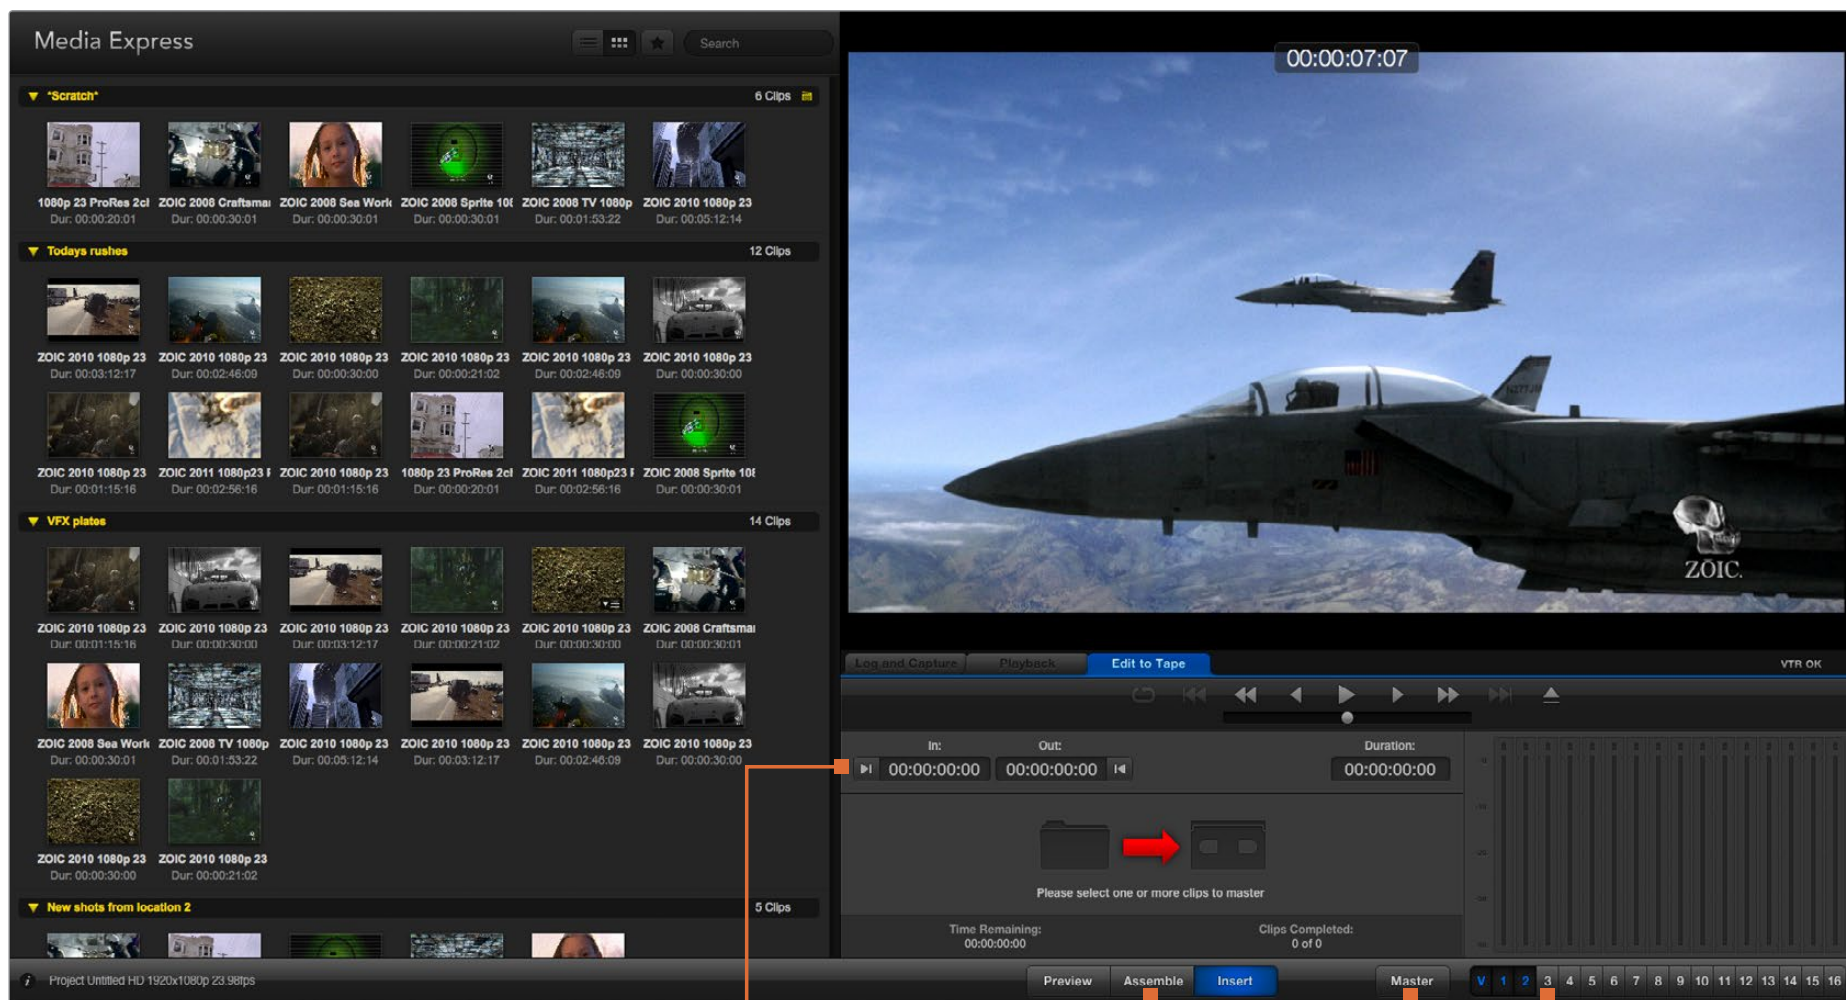 Media Express
Search
*Scratch*
6 Clips
1080p 23 ProRes 2cl
ZOIC 2008 Craftsmar
ZOIC 2008 Sea Work
ZOIC 2008 Sprite 10
ZOIC 2008 TV 1080p
ZOIC 2010 1080p 23
Dur: 00:00:20:01
Dur: 00:00:30:01
Dur: 00:00:30:01
Dur: 00:00:30:01
Dur: 00:01:53:22
Dur: 00:05:12:14
Todays rushes
12 Clips
ZOIC 2010 1080p 23
ZOIC 2010 1080p 23
ZOIC 2010 1080p 23
ZOIC 2010 1080p 23
ZOIC 2010 1080p 23
ZOIC 2010 1080p 23
Dur: 00:03:12:17
Dur: 00:02:46:09
Dur: 00:00:30:00
Dur: 00:00:21:02
Dur: 00:02:46:09
Dur: 00:00:30:00
ZOIC 2010 1080p 23
ZOIC 2011 1080p23 F
ZOIC 2010 1080p 23
1080p 23 ProRes 2cl
ZOIC 2011 1080p23 F
ZOIC 2008 Sprite 108
Dur: 00:01:15:16
Dur: 00:02:56:16
Dur: 00:01:15:16
Dur: 00:00:20:01
Dur: 00:02:56:16
Dur: 00:00:30:01
VFX plates
14 Clips
ZOIC 2010 1080p 23
ZOIC 2010 1080p 23
ZOIC 2010 1080p 23
ZOIC 2010 1080p 23
ZOIC 2010 1080p 23
ZOIC 2008 Craftsmar
Dur: 00:01:15:16
Dur: 00:00:30:00
Dur: 00:03:12:17
Dur: 00:00:21:02
Dur: 00:00:30:00
Dur: 00:00:30:01
ZOIC 2008 Sea Work
ZOIC 2008 TV 1080p
ZOIC 2010 1080p 23
ZOIC 2010 1080p 23
ZOIC 2010 1080p 23
ZOIC 2010 1080p 23
Dur: 00:00:30:01
Dur: 00:01:53:22
Dur: 00:05:12:14
Dur: 00:03:12:17
Dur: 00:02:46:09
Dur: 00:00:30:00
ZOIC 2010 1080p 23
ZOIC 2010 1080p 23
Dur: 00:00:30:00
Dur: 00:00:21:02
New shots from location 2
5 Clips
Project Untitled HD 1920x1080p 23.98fps
00:00:07:07
ZOIC.
Log and Capture
Playback
Edit to Tape
VTR OK
In:
Out:
Duration:
00:00:00:00
00:00:00:00
00:00:00:00
Please select one or more clips to master
Time Remaining:
00:00:00:00
Clips Completed:
0 of 0
Preview
Assemble
Insert
Master
V 1 2 3 4 5 6 7 8 9 10 11 12 13 14 15 16